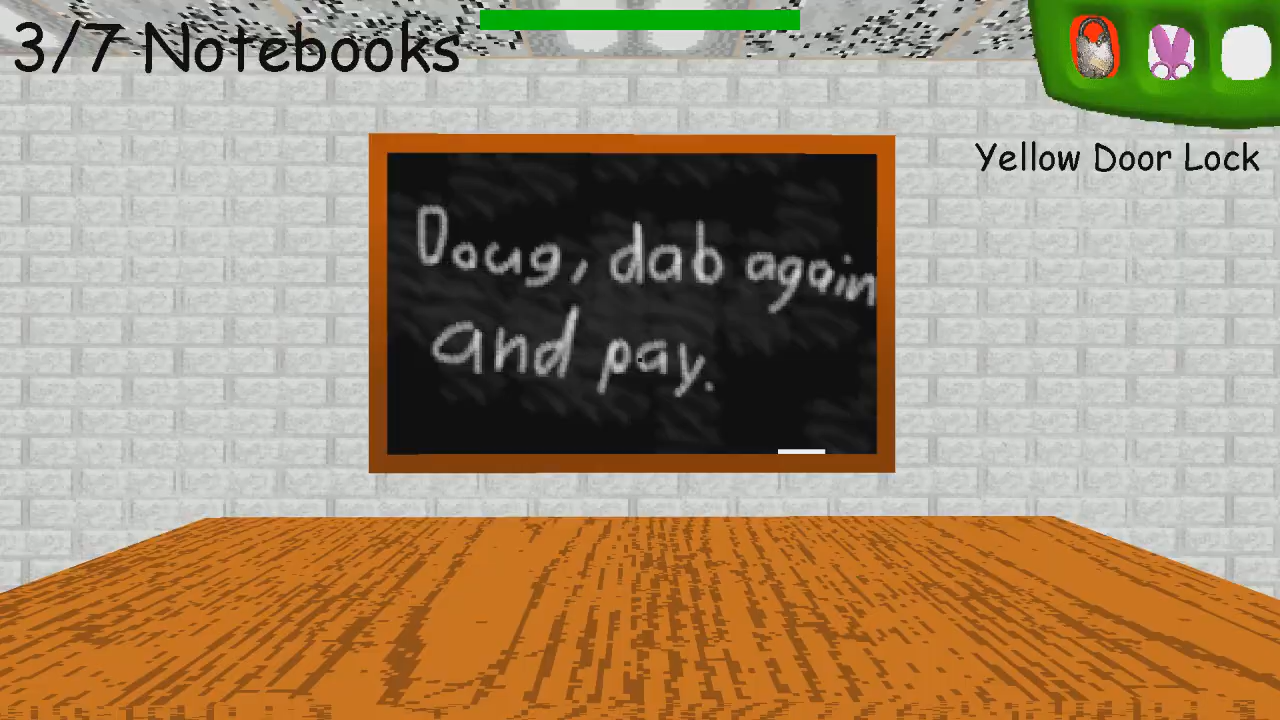 3/7 Notebooks
Yellow Door Lock
Doug, dab again
and pay.